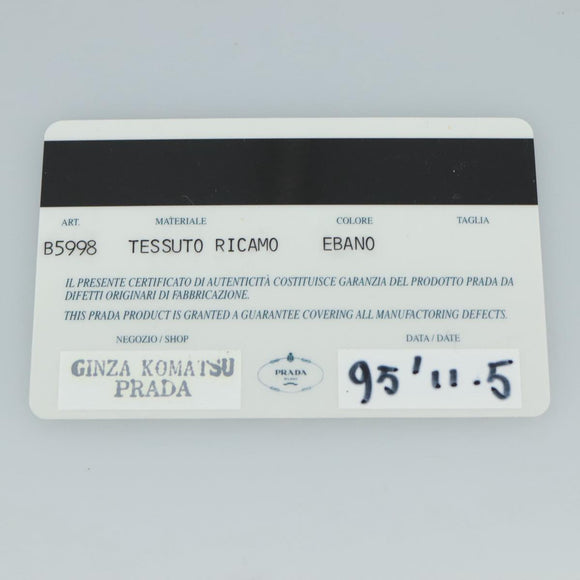 ART. MATERIALE COLORE TAGLIA
B5998 TESSUTO RICAMO EBANO
IL PRESENTE CERTIFICATO DI AUTENTICITÀ COSTITUISCE GARANZIA DEL PRODOTTO PRADA DA
DIFETTI ORIGINARI DI FABBRICAZIONE.
THIS PRADA PRODUCT IS GRANTED A GUARANTEE COVERING ALL MANUFACTORING DEFECTS.
NEGOZIO / SHOP DATA / DATE
GINZA KOMATSU
PRADA
PRADA
MILANO
95'11.5